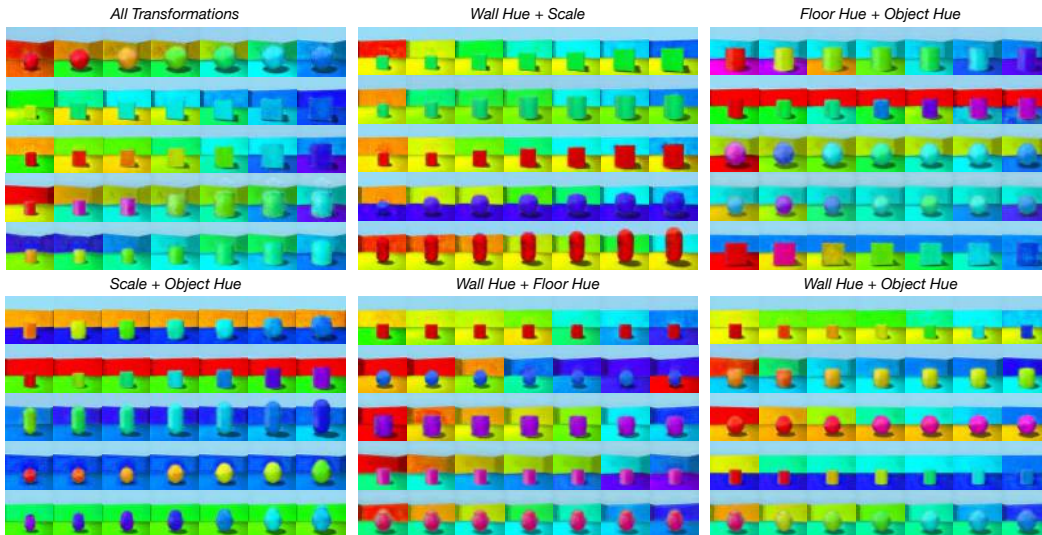 All Transformations
Wall Hue + Scale
Floor Hue + Object Hue
Scale + Object Hue
Wall Hue + Floor Hue
Wall Hue + Object Hue